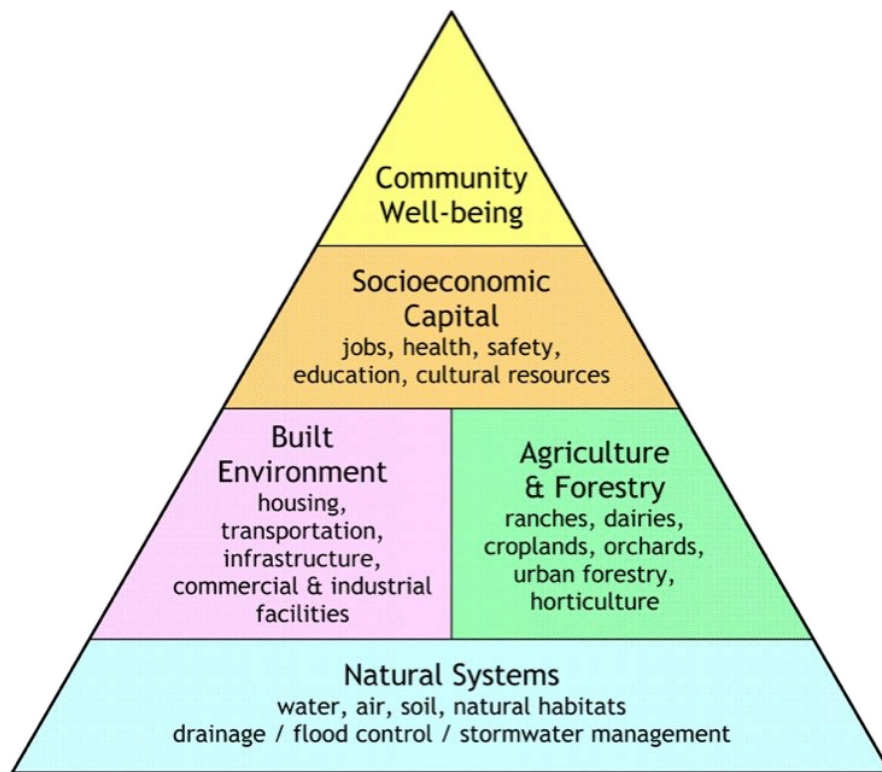 Community
Well-being
Socioeconomic
Capital
jobs, health, safety,
education, cultural resources
Built
Environment
housing,
transportation,
infrastructure,
commercial & industrial
facilities
Agriculture
& Forestry
ranches, dairies,
croplands, orchards,
urban forestry,
horticulture
Natural Systems
water, air, soil, natural habitats
drainage / flood control / stormwater management